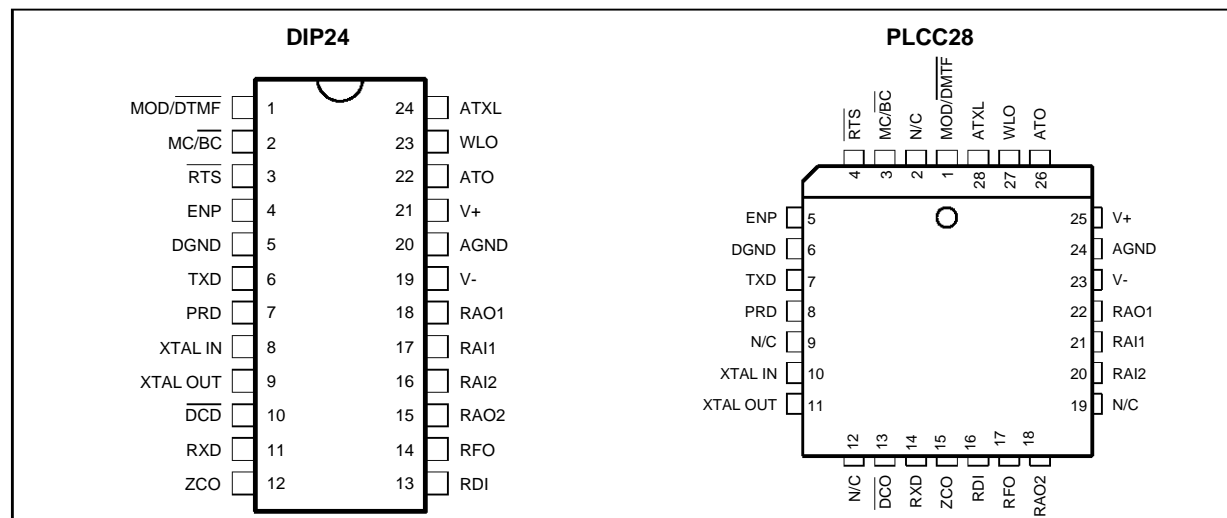 DIP24
MOD/DTMF 1 24 ATXL
MC/BC 2 23 WLO
RTS 3 22 ATO
ENP 4 21 V+
DGND 5 20 AGND
TXD 6 19 V-
PRD 7 18 RAO1
XTAL IN 8 17 RAI1
XTAL OUT 9 16 RAI2
DCD 10 15 RAO2
RXD 11 14 RFO
ZCO 12 13 RDI
PLCC28
RTS MC/BC N/C MOD/DMTF ATXL WLO ATO
4 3 2 1 28 27 26
ENP 5 25 V+
DGND 6 24 AGND
TXD 7 23 V-
PRD 8 22 RAO1
N/C 9 21 RAI1
XTAL IN 10 20 RAI2
XTAL OUT 11 19 N/C
12 13 14 15 16 17 18
N/C DCO RXD ZCO RDI RFO RAO2